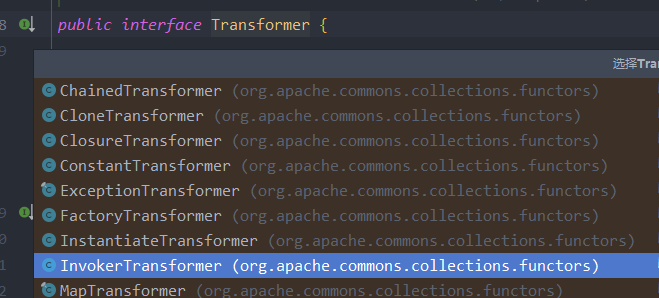 8 public interface Transformer {
9
选择Tran
ChainedTransformer (org.apache.commons.collections.functors)
CloneTransformer (org.apache.commons.collections.functors)
ClosureTransformer (org.apache.commons.collections.functors)
ConstantTransformer (org.apache.commons.collections.functors)
ExceptionTransformer (org.apache.commons.collections.functors)
9 FactoryTransformer (org.apache.commons.collections.functors)
0 InstantiateTransformer (org.apache.commons.collections.functors)
1 InvokerTransformer (org.apache.commons.collections.functors)
2 MapTransformer (org.apache.commons.collections.functors)